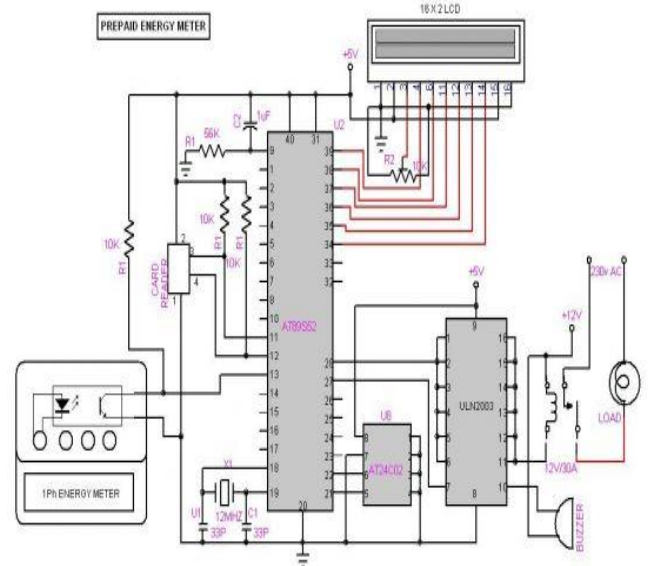 PREPAID ENERGY METER
16 X 2 LCD
+5V
1 2 3 4 6 11 12 13 14 15 16
C2
1uF
U2
R1
56K
9
40
31
1
2
3
4
5
6
7
8
10
11
12
13
14
15
16
17
18
19
20
39
38
37
36
35
34
33
32
28
27
26
25
24
23
22
21
AT89S52
R2
10K
10K
R1
10K
R1
10K
R1
CARD
READER
2
3
4
1
1Ph ENERGY METER
X1
12MHZ
U1
33P
C1
33P
U8
AT24C02
8
7
6
5
+5V
9
1
2
3
4
5
6
7
8
16
15
14
13
12
11
10
ULN2003
+12V
230v AC
LOAD
12V/30A
BUZZER